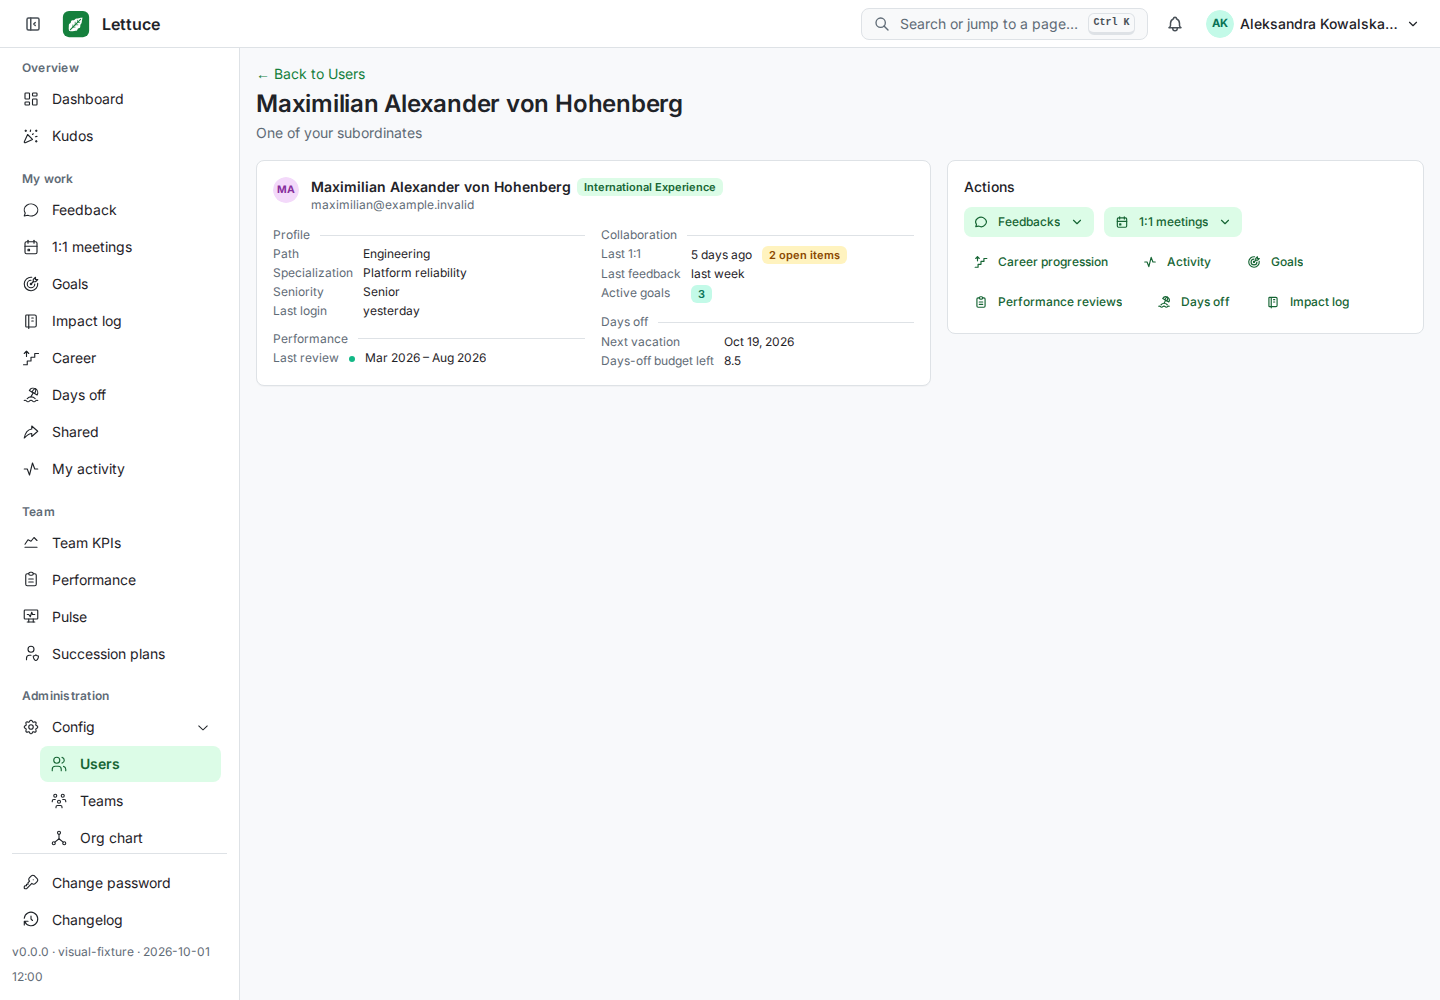 Lettuce
Search or jump to a page...
Ctrl K
AK
Aleksandra Kowalska...
Overview
Dashboard
Kudos
My work
Feedback
1:1 meetings
Goals
Impact log
Career
Days off
Shared
My activity
Team
Team KPIs
Performance
Pulse
Succession plans
Administration
Config
Users
Teams
Org chart
Change password
Changelog
v0.0.0 · visual-fixture · 2026-10-01
12:00
← Back to Users
Maximilian Alexander von Hohenberg
One of your subordinates
MA
Maximilian Alexander von Hohenberg International Experience
maximilian@example.invalid
Profile
Path Engineering
Specialization Platform reliability
Seniority Senior
Last login yesterday
Performance
Last review Mar 2026 – Aug 2026
Collaboration
Last 1:1 5 days ago 2 open items
Last feedback last week
Active goals 3
Days off
Next vacation Oct 19, 2026
Days-off budget left 8.5
Actions
Feedbacks 1:1 meetings
Career progression Activity Goals
Performance reviews Days off Impact log